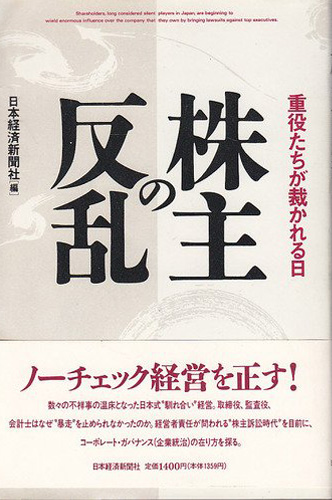 Shareholders, long considered silent players in Japan, are beginning to
wield enormous influence over the company that they own by bringing lawsuits against top executives.
重役たちが裁かれる日
株主
の
反乱
日本経済新聞社[編]
ノーチェック経営を正す!
数々の不祥事の温床となった日本式“馴れ合い”経営。取締役、監査役、
会計士はなぜ“暴走”を止められなかったのか。経営者責任が問われる“株主訴訟時代”を目前に、
コーポレート・ガバナンス(企業統治)の在り方を探る。
日本経済新聞社 定価1400円(本体1359円)